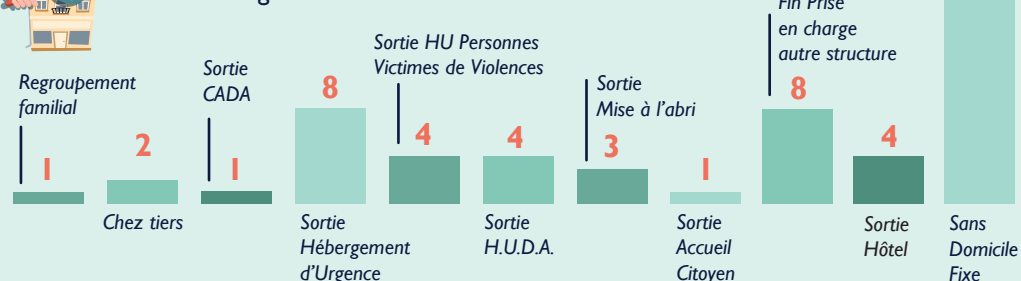 Fin Prise
en charge
autre structure
Sortie HU Personnes
Victimes de Violences
Sortie
CADA
Regroupement
familial
Sortie
Mise à l’abri
1
2
1
8
4
4
3
1
8
4
Chez tiers
Sortie
Hébergement
d’Urgence
Sortie
H.U.D.A.
Sortie
Accueil
Citoyen
Sortie
Hôtel
Sans
Domicile
Fixe